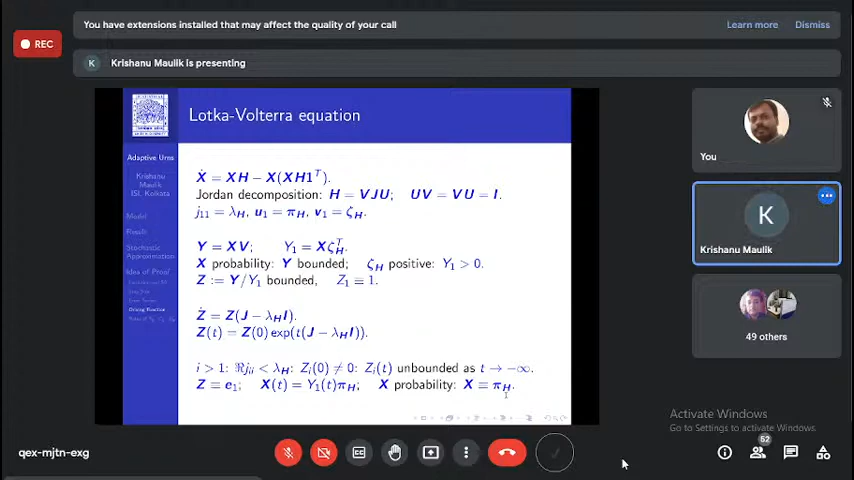 You have extensions installed that may affect the quality of your call
Learn more
Dismiss
REC
K
Krishanu Maulik is presenting
Lotka-Volterra equation
Adaptive Urns
Krishanu
Maulik
ISI, Kolkata
Model
Result
Stochastic
Approximation
Idea of Proof
Ẋ = XH − X(XH1ᵀ).
Jordan decomposition: H = VJU; UV = VU = I.
j₁₁ = λ_H, u₁ = π_H, v₁ = ζ_H.
Y = XV; Y₁ = Xζ_Hᵀ.
X probability: Y bounded; ζ_H positive: Y₁ > 0.
Z := Y/Y₁ bounded, Z₁ ≡ 1.
Ż = Z(J − λ_H I).
Z(t) = Z(0) exp(t(J − λ_H I)).
i > 1: ℜj_ii < λ_H: Z_i(0) ≠ 0: Z_i(t) unbounded as t → −∞.
Z ≡ e₁; X(t) = Y₁(t)π_H; X probability: X ≡ π_H.
You
K
Krishanu Maulik
49 others
Activate Windows
Go to Settings to activate Windows.
qex-mjtn-exg
52